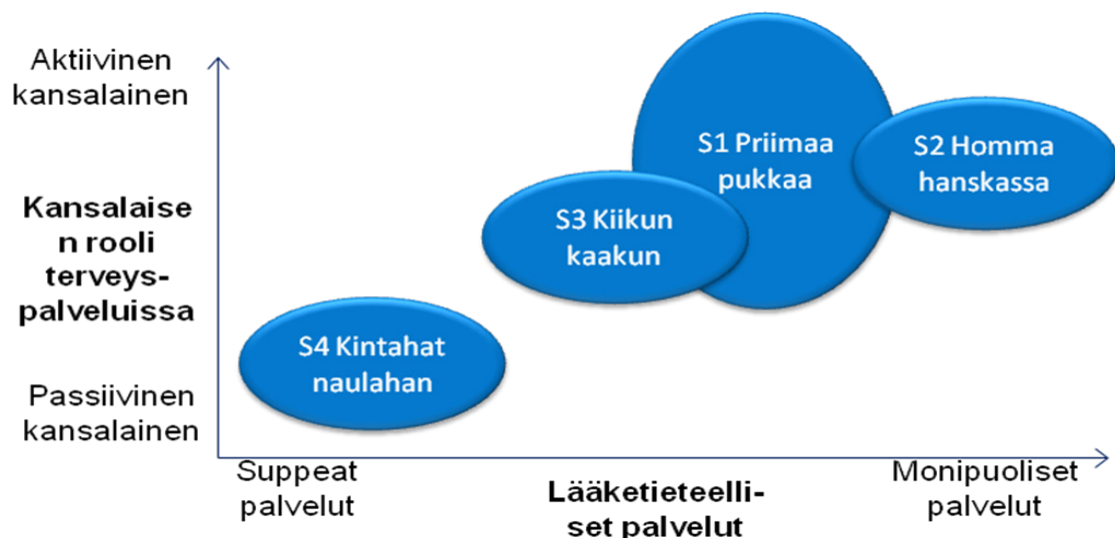 Aktiivinen
kansalainen
Kansalaise
n rooli
terveys-
palveluissa
Passiivinen
kansalainen
S1 Priimaa
pukkaa
S2 Homma
hanskassa
S3 Kiikun
kaakun
S4 Kintahat
naulahan
Suppeat
palvelut
Lääketieteelli-
set palvelut
Monipuoliset
palvelut